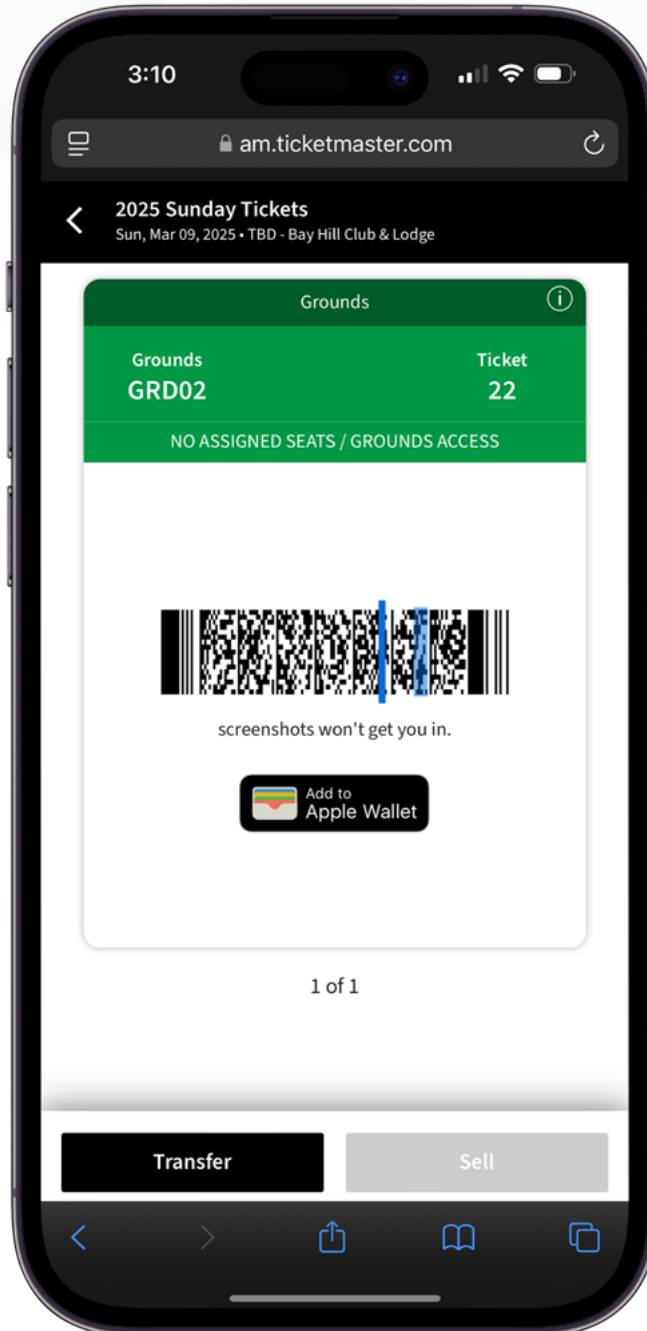 3:10
am.ticketmaster.com
2025 Sunday Tickets
Sun, Mar 09, 2025 • TBD - Bay Hill Club & Lodge
Grounds
Grounds
Ticket
GRD02
22
NO ASSIGNED SEATS / GROUNDS ACCESS
screenshots won't get you in.
Add to
Apple Wallet
1 of 1
Transfer
Sell